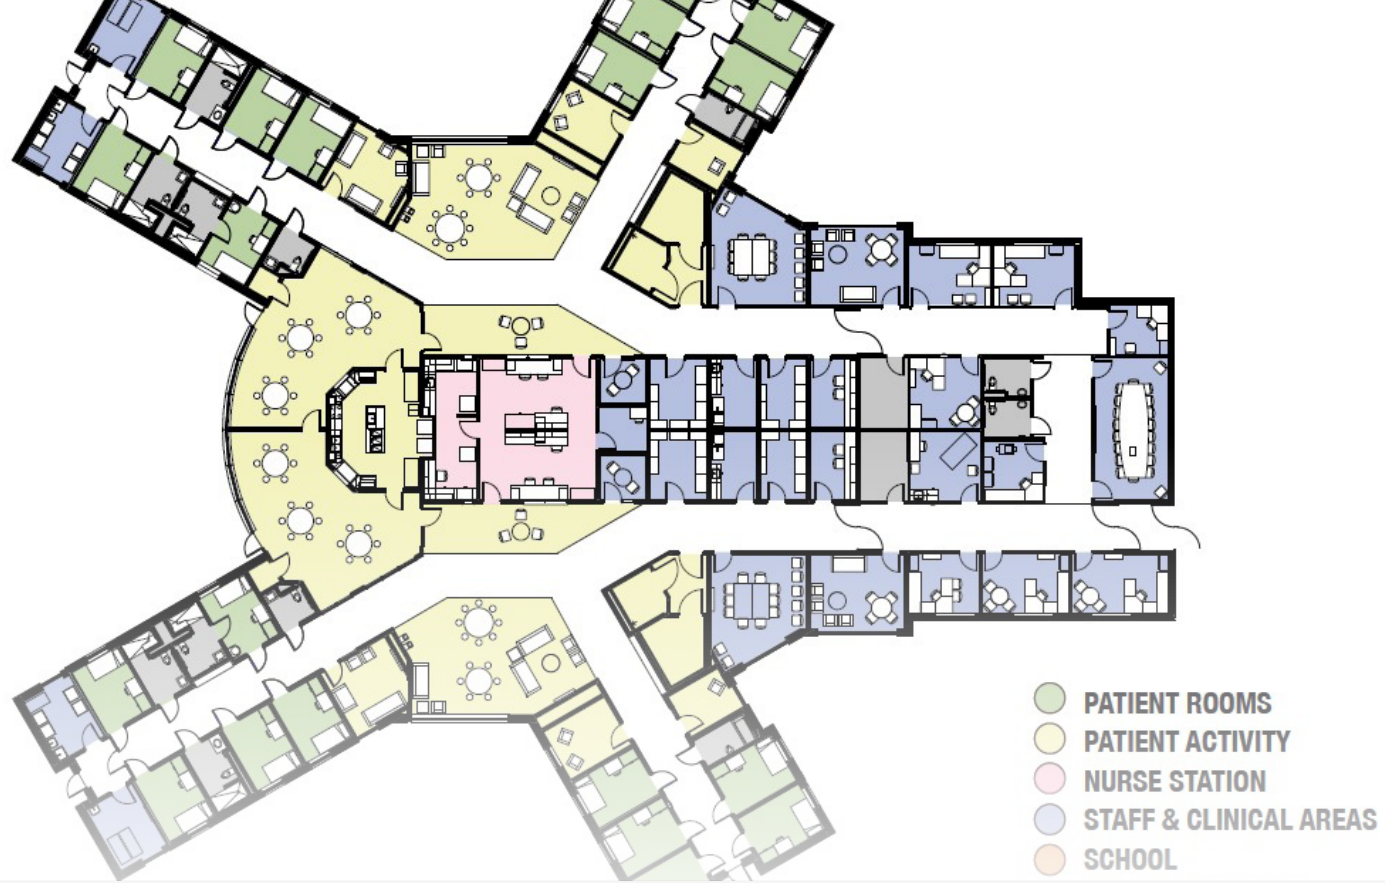 PATIENT ROOMS
PATIENT ACTIVITY
NURSE STATION
STAFF & CLINICAL AREAS
SCHOOL